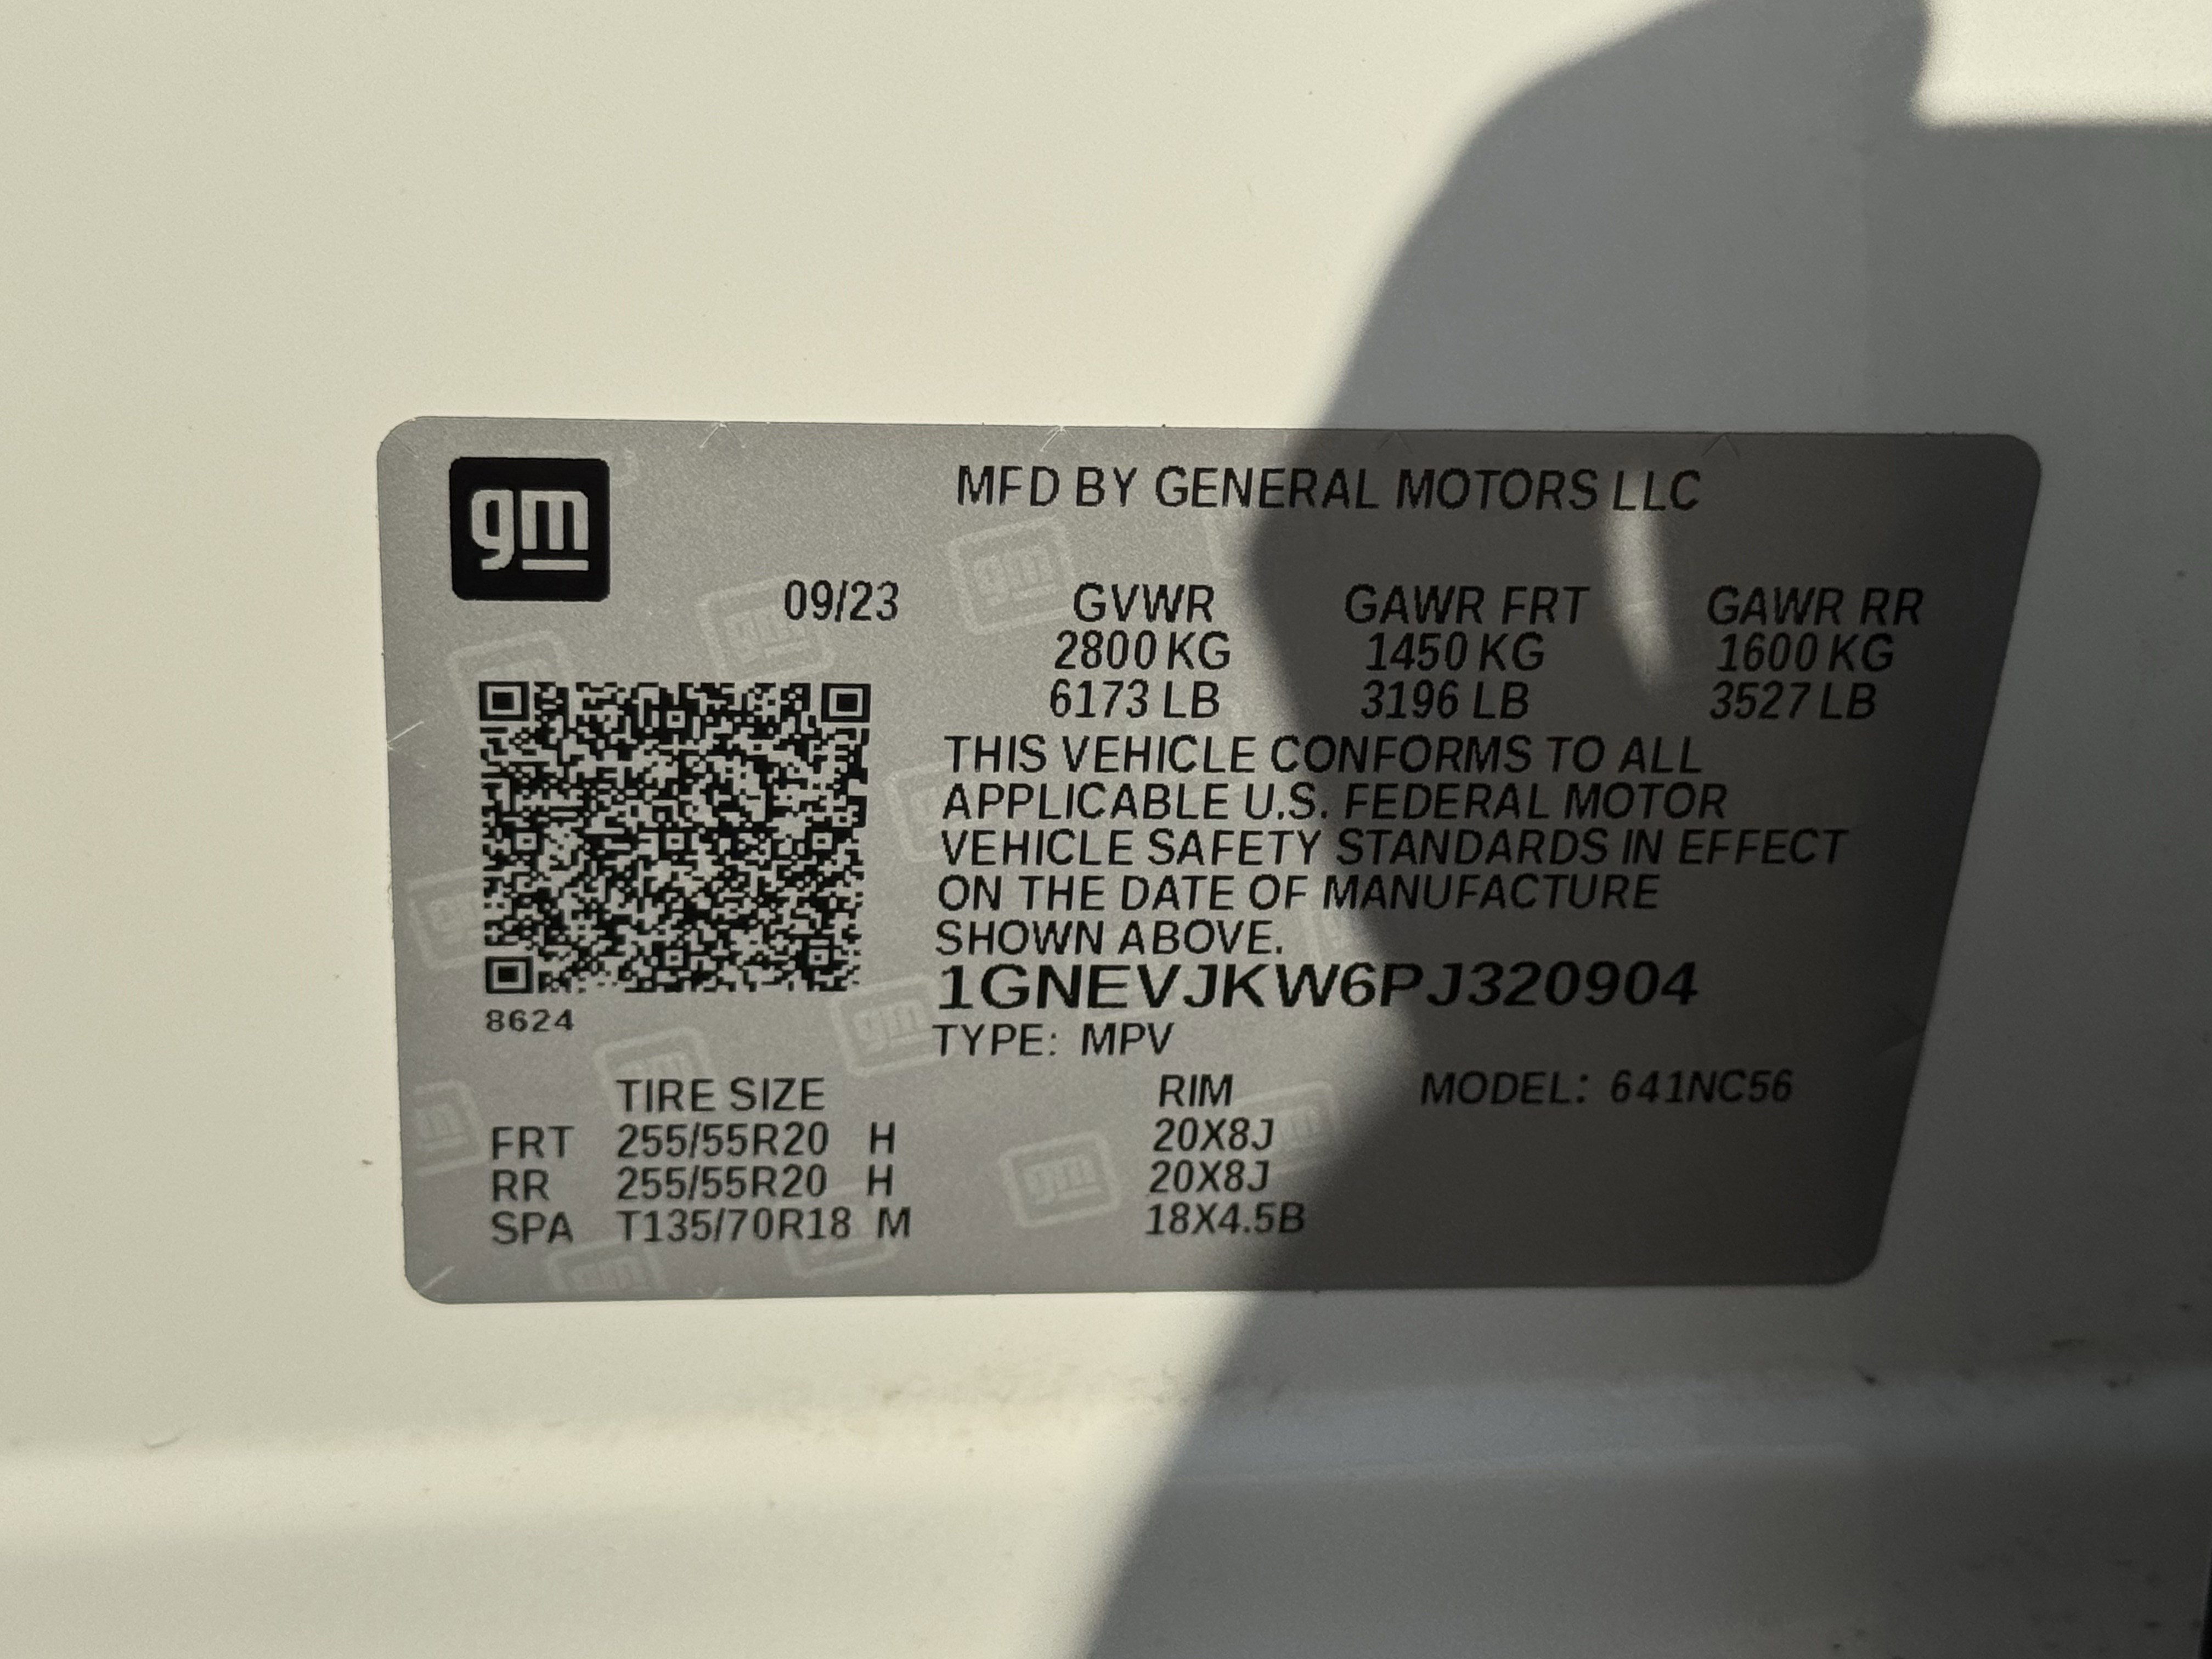 gm
MFD BY GENERAL MOTORS LLC
09/23 GVWR GAWR FRT GAWR RR
2800 KG 1450 KG 1600 KG
6173 LB 3196 LB 3527 LB
THIS VEHICLE CONFORMS TO ALL
APPLICABLE U.S. FEDERAL MOTOR
VEHICLE SAFETY STANDARDS IN EFFECT
ON THE DATE OF MANUFACTURE
SHOWN ABOVE.
1GNEVJKW6PJ320904
8624
TYPE: MPV
TIRE SIZE RIM MODEL: 641NC56
FRT 255/55R20 H 20X8J
RR 255/55R20 H 20X8J
SPA T135/70R18 M 18X4.5B